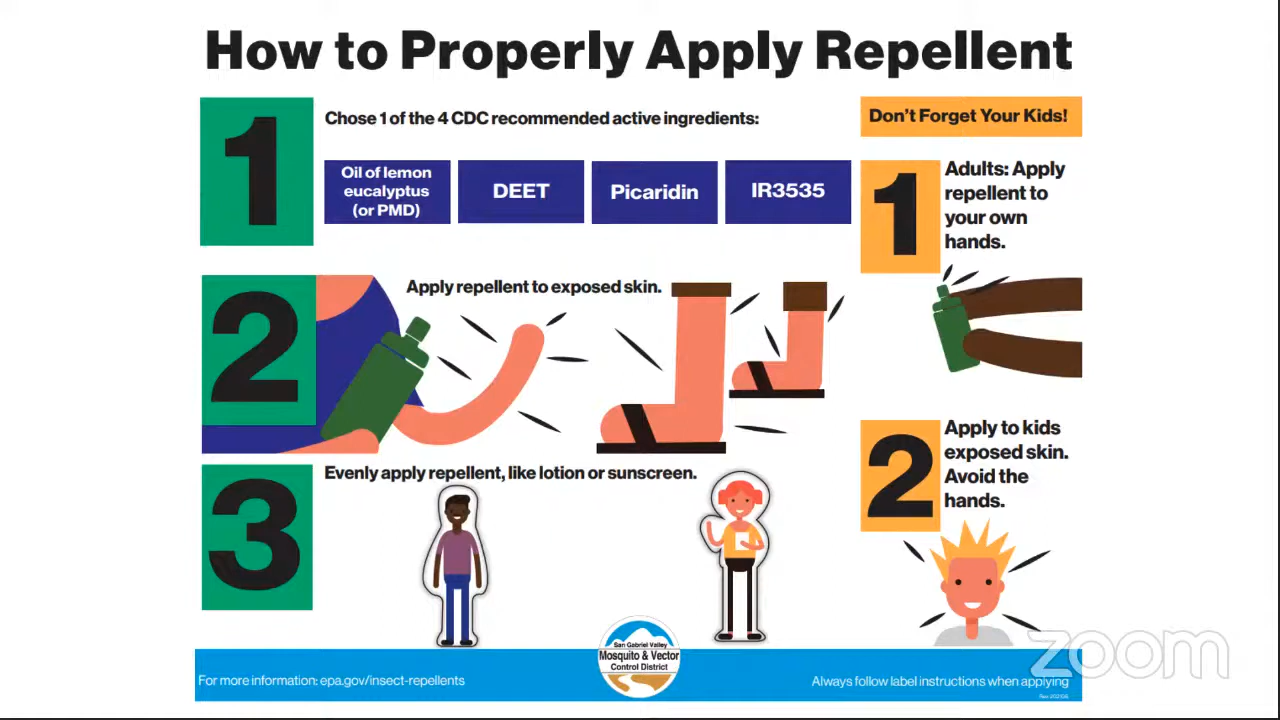 How to Properly Apply Repellent
1
Chose 1 of the 4 CDC recommended active ingredients:
Oil of lemon
eucalyptus
(or PMD)
DEET
Picaridin
IR3535
2
Apply repellent to exposed skin.
3
Evenly apply repellent, like lotion or sunscreen.
Don't Forget Your Kids!
1
Adults: Apply
repellent to
your own
hands.
2
Apply to kids
exposed skin.
Avoid the
hands.
For more information: epa.gov/insect-repellents
San Gabriel Valley
Mosquito & Vector
Control District
Always follow label instructions when applying
zoom